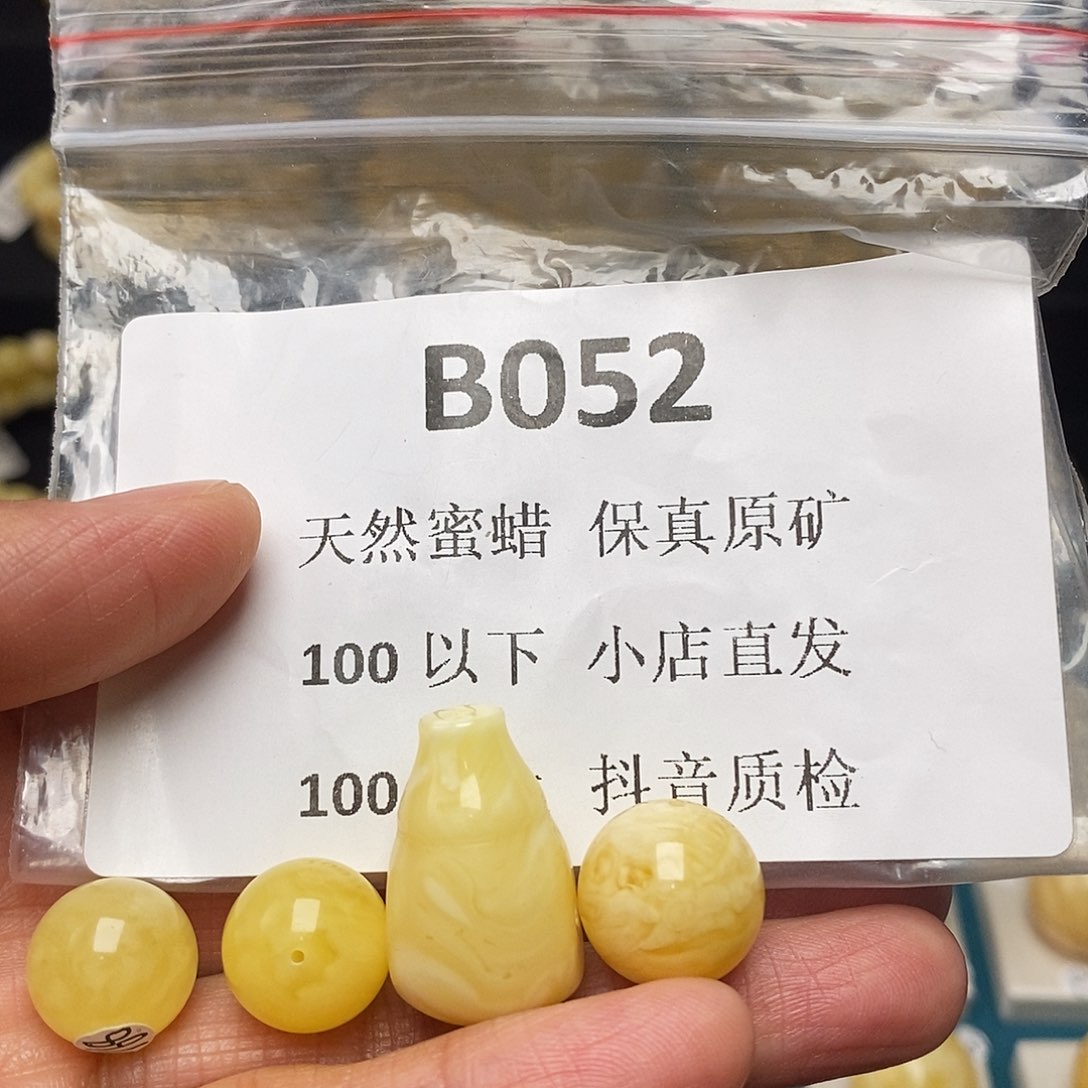 B052
天然蜜蜡 保真原矿
100 以下 小店直发
100 抖音质检